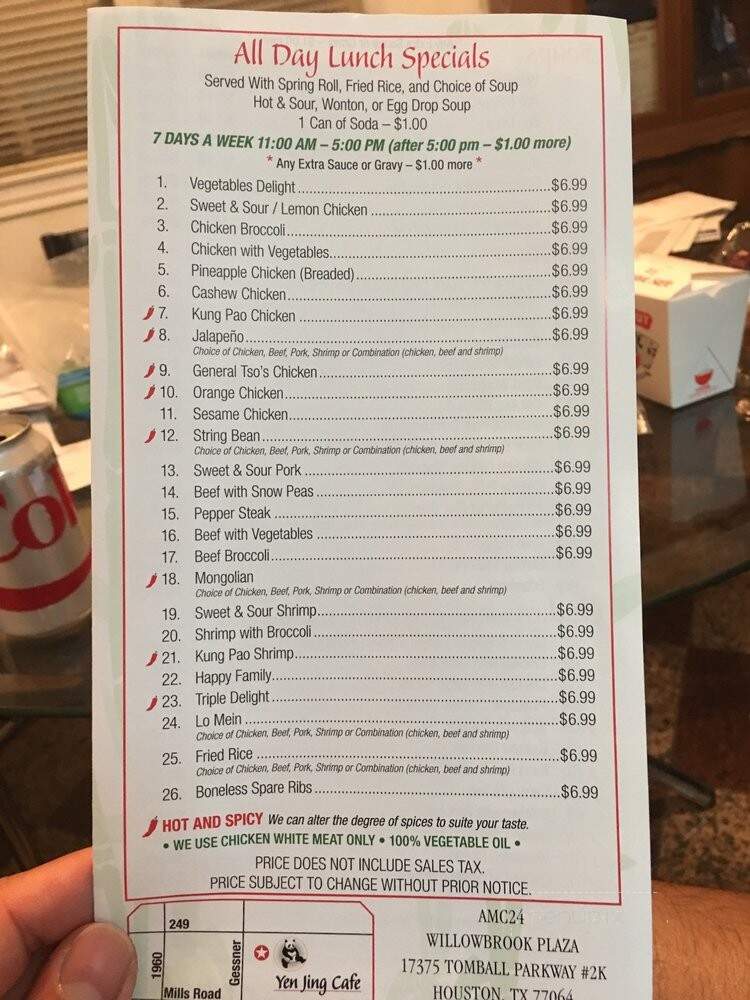 All Day Lunch Specials
Served With Spring Roll, Fried Rice, and Choice of Soup
Hot & Sour, Wonton, or Egg Drop Soup
1 Can of Soda – $1.00
7 DAYS A WEEK 11:00 AM – 5:00 PM (after 5:00 pm – $1.00 more)
* Any Extra Sauce or Gravy – $1.00 more *
1. Vegetables Delight $6.99
2. Sweet & Sour / Lemon Chicken $6.99
3. Chicken Broccoli $6.99
4. Chicken with Vegetables $6.99
5. Pineapple Chicken (Breaded) $6.99
6. Cashew Chicken $6.99
7. Kung Pao Chicken $6.99
8. Jalapeño $6.99
Choice of Chicken, Beef, Pork, Shrimp or Combination (chicken, beef and shrimp)
9. General Tso's Chicken $6.99
10. Orange Chicken $6.99
11. Sesame Chicken $6.99
12. String Bean $6.99
Choice of Chicken, Beef, Pork, Shrimp or Combination (chicken, beef and shrimp)
13. Sweet & Sour Pork $6.99
14. Beef with Snow Peas $6.99
15. Pepper Steak $6.99
16. Beef with Vegetables $6.99
17. Beef Broccoli $6.99
18. Mongolian
Choice of Chicken, Beef, Pork, Shrimp or Combination (chicken, beef and shrimp)
19. Sweet & Sour Shrimp $6.99
20. Shrimp with Broccoli $6.99
21. Kung Pao Shrimp $6.99
22. Happy Family $6.99
23. Triple Delight $6.99
24. Lo Mein $6.99
Choice of Chicken, Beef, Pork, Shrimp or Combination (chicken, beef and shrimp)
25. Fried Rice $6.99
Choice of Chicken, Beef, Pork, Shrimp or Combination (chicken, beef and shrimp)
26. Boneless Spare Ribs $6.99
HOT AND SPICY We can alter the degree of spices to suite your taste.
• WE USE CHICKEN WHITE MEAT ONLY • 100% VEGETABLE OIL •
PRICE DOES NOT INCLUDE SALES TAX.
PRICE SUBJECT TO CHANGE WITHOUT PRIOR NOTICE.
249
1960
Gessner
Mills Road
Yen Jing Cafe
AMC24
WILLOWBROOK PLAZA
17375 TOMBALL PARKWAY #2K
HOUSTON, TX 77064